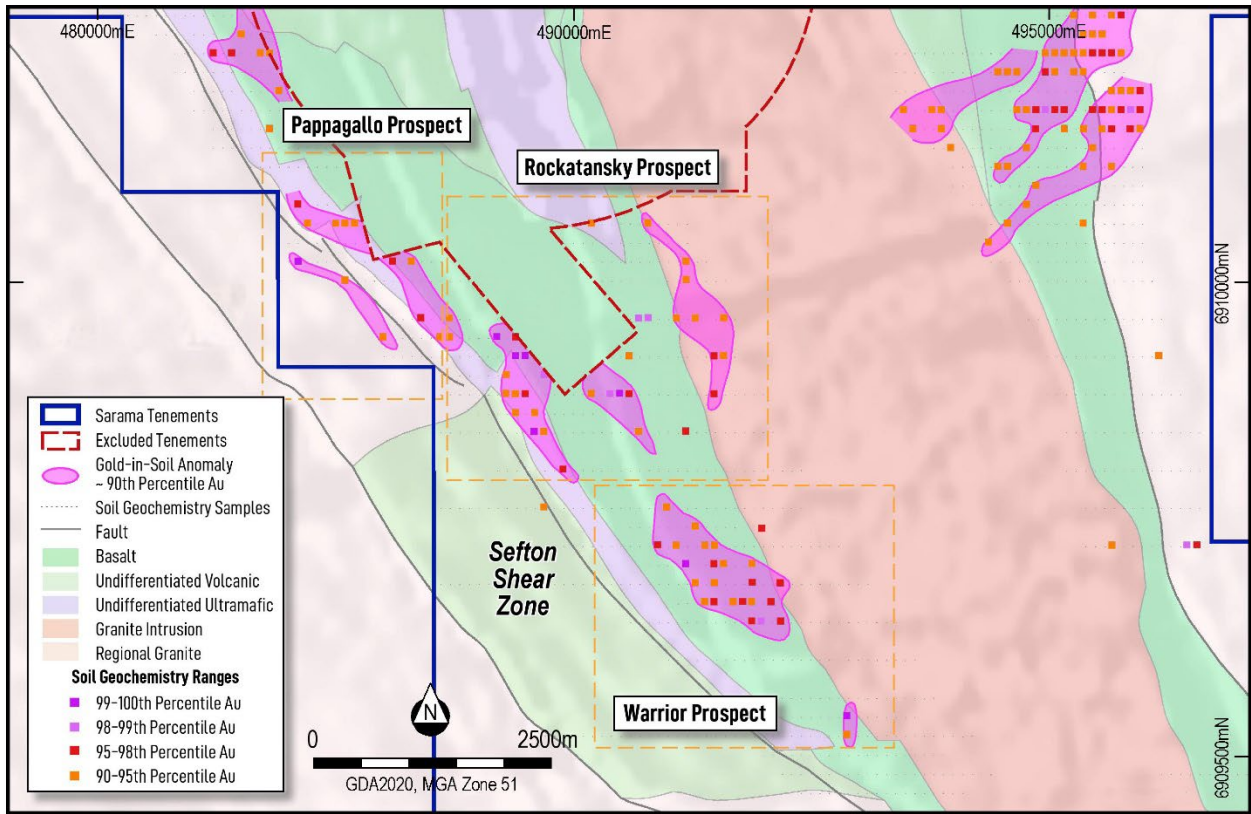 480000mE
490000mE
495000mE
Pappagallo Prospect
Rockatansky Prospect
6910000mN
Sarama Tenements
Excluded Tenements
Gold-in-Soil Anomaly
~ 90th Percentile Au
Soil Geochemistry Samples
Fault
Basalt
Undifferentiated Volcanic
Undifferentiated Ultramafic
Granite Intrusion
Regional Granite
Soil Geochemistry Ranges
99-100th Percentile Au
98-99th Percentile Au
95-98th Percentile Au
90-95th Percentile Au
Sefton
Shear
Zone
Warrior Prospect
N
0
2500m
GDA2020, MGA Zone 51
6909500mN